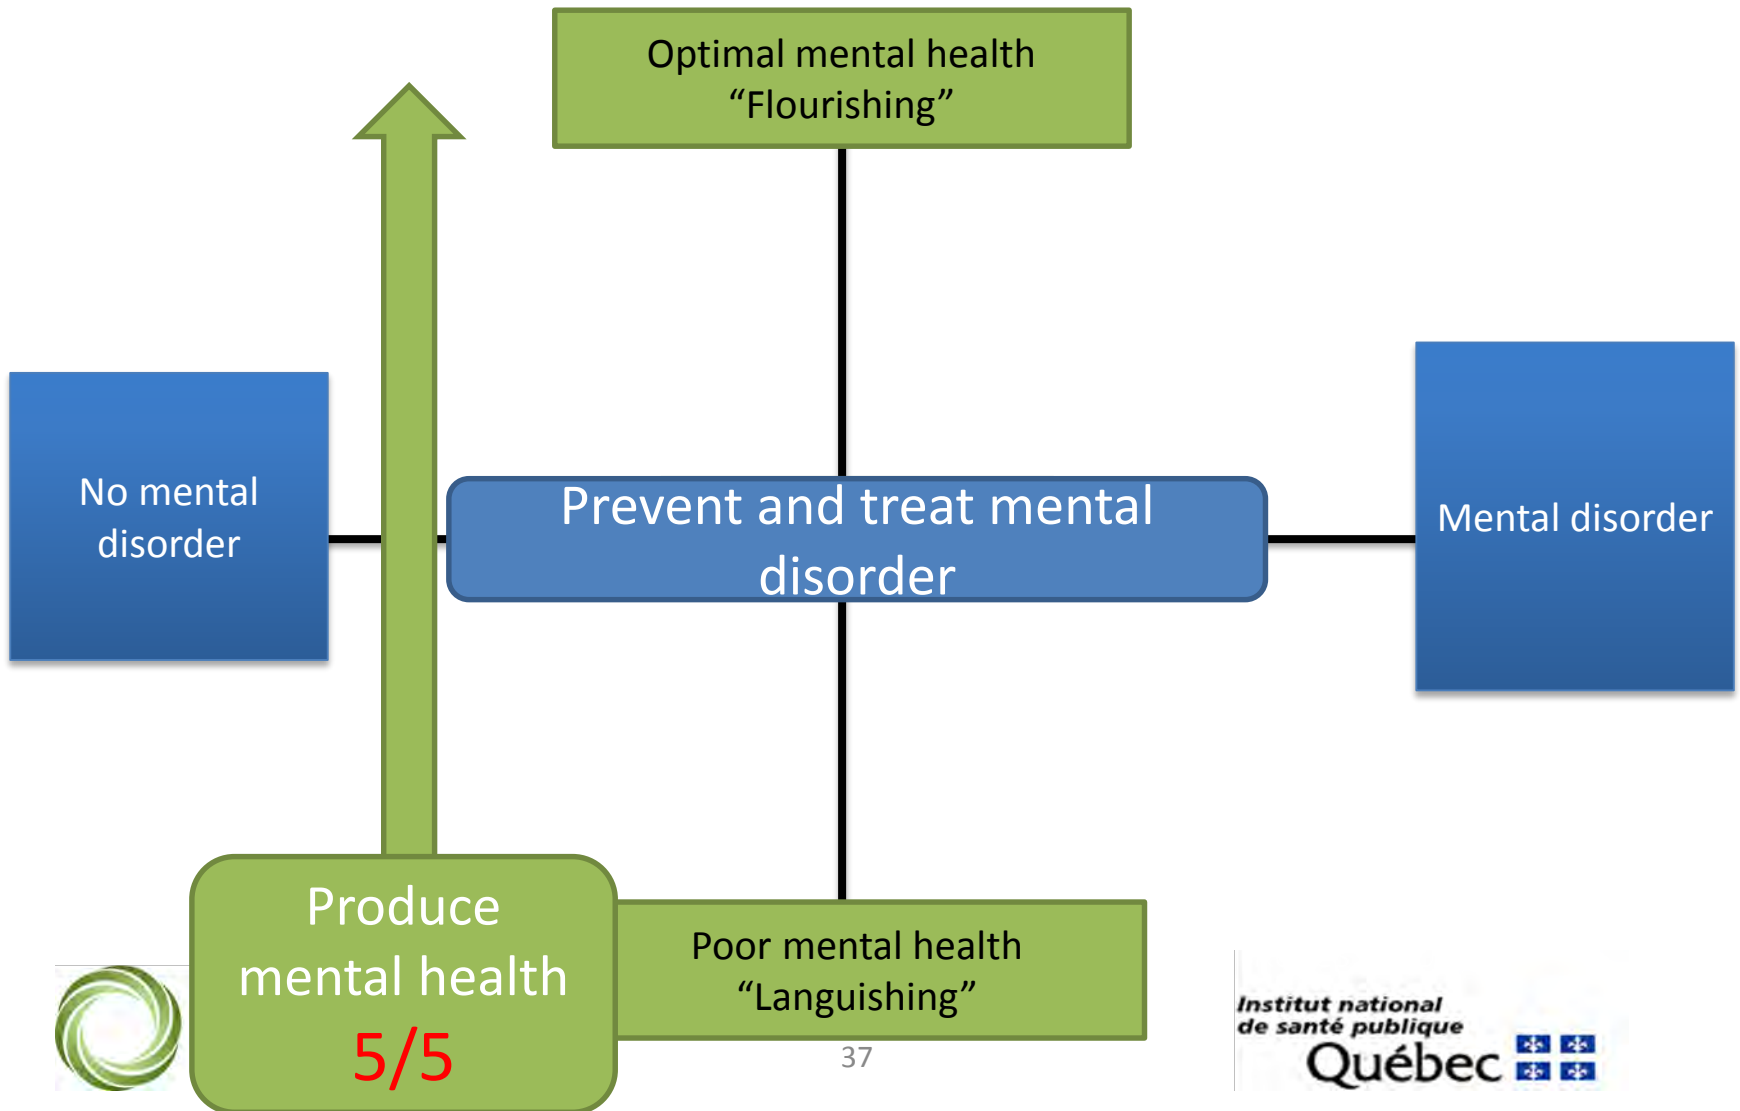 Optimal mental health
“Flourishing”
No mental
disorder
Prevent and treat mental
disorder
Mental disorder
Produce
mental health
5/5
Poor mental health
“Languishing”
37
Institut national
de santé publique
Québec